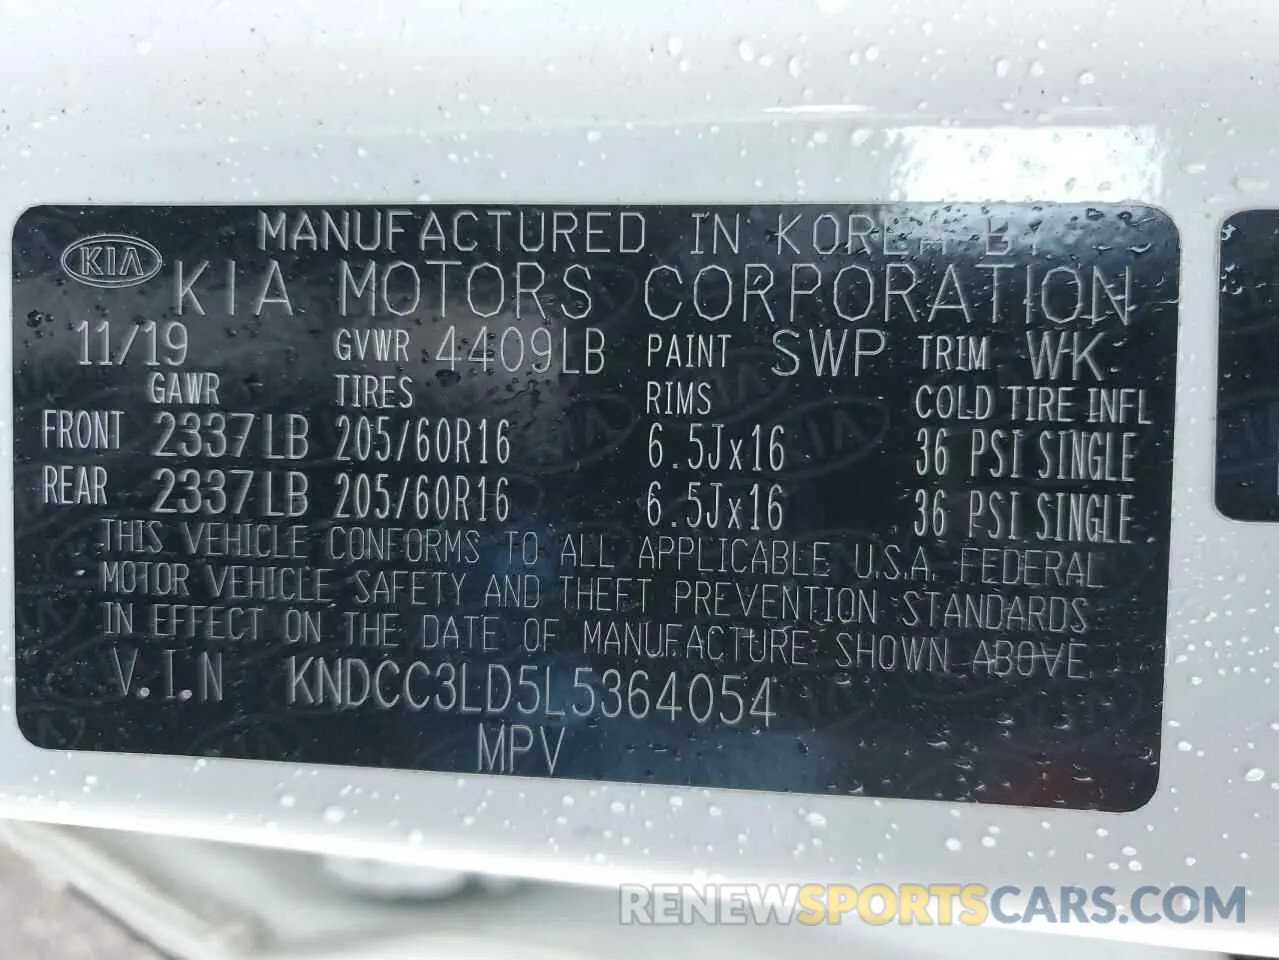 MANUFACTURED IN KOREA BY
KIA KIA MOTORS CORPORATION
11/19 GVWR 4409LB PAINT SWP TRIM WK
GAWR TIRES RIMS COLD TIRE INFL
FRONT 2337LB 205/60R16 6.5Jx16 36 PSI SINGLE
REAR 2337LB 205/60R16 6.5Jx16 36 PSI SINGLE
THIS VEHICLE CONFORMS TO ALL APPLICABLE U.S.A. FEDERAL
MOTOR VEHICLE SAFETY AND THEFT PREVENTION STANDARDS
IN EFFECT ON THE DATE OF MANUFACTURE SHOWN ABOVE
V.I.N KNDCC3LD5L5364054
MPV
RENEWSPORTSCARS.COM